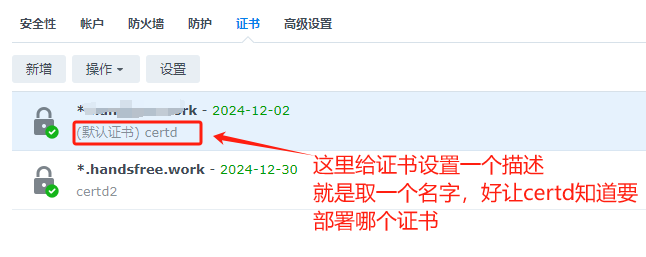 安全性 帐户 防火墙 防护 证书 高级设置
新增 操作 设置
rk - 2024-12-02
(默认证书) certd
*.handsfree.work - 2024-12-30
certd2
这里给证书设置一个描述
就是取一个名字，好让certd知道要
部署哪个证书